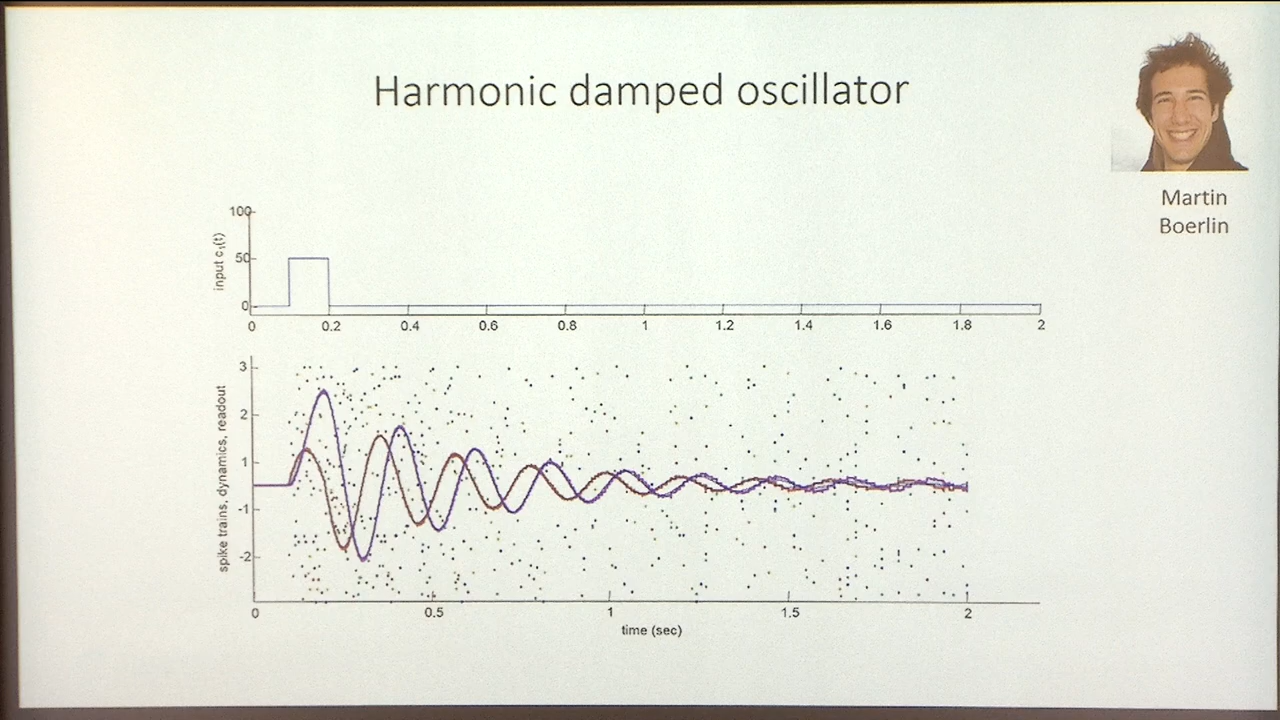 Harmonic damped oscillator
Martin
Boerlin
100
50
0
input c₁(t)
0 0.2 0.4 0.6 0.8 1 1.2 1.4 1.6 1.8 2
3
2
1
-1
-2
spike trains, dynamics, readout
0 0.5 1 1.5 2
time (sec)